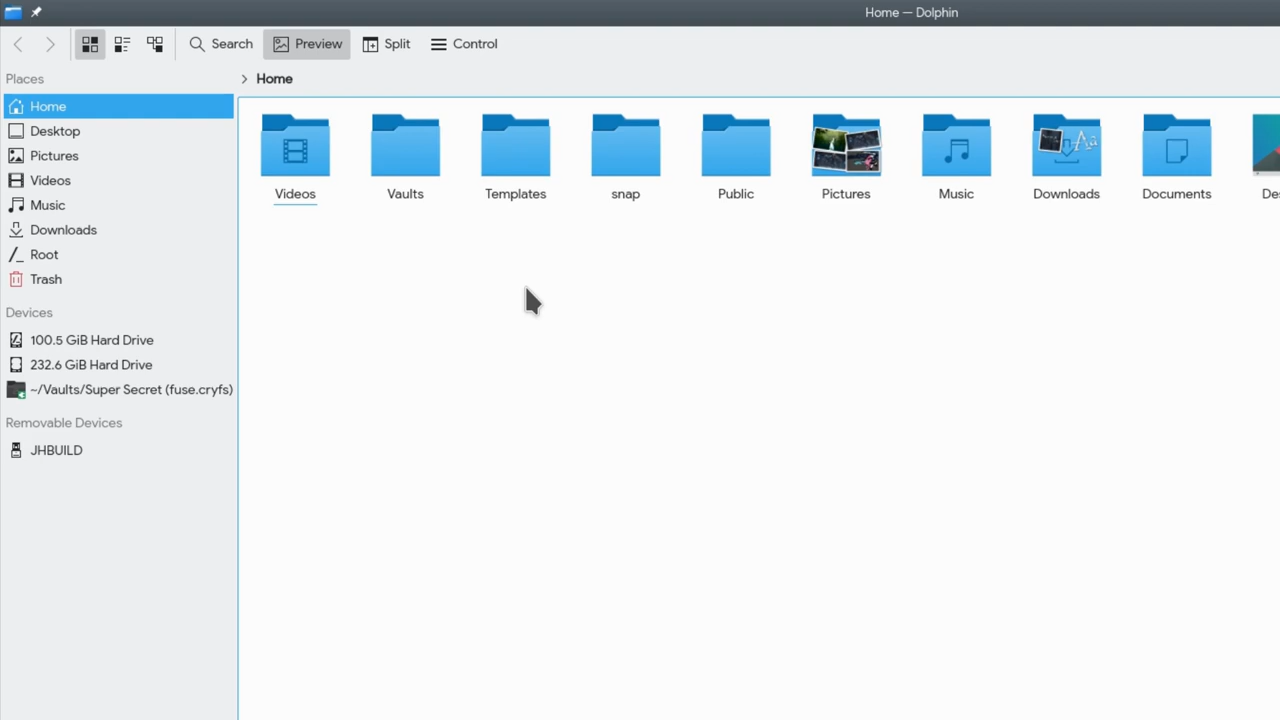 Home — Dolphin
Search Preview Split Control
Places
Home
Home
Desktop
Pictures
Videos
Music
Downloads
Root
Trash
Devices
100.5 GiB Hard Drive
232.6 GiB Hard Drive
~/Vaults/Super Secret (fuse.cryfs)
Removable Devices
JHBUILD
Videos Vaults Templates snap Public Pictures Music Downloads Documents